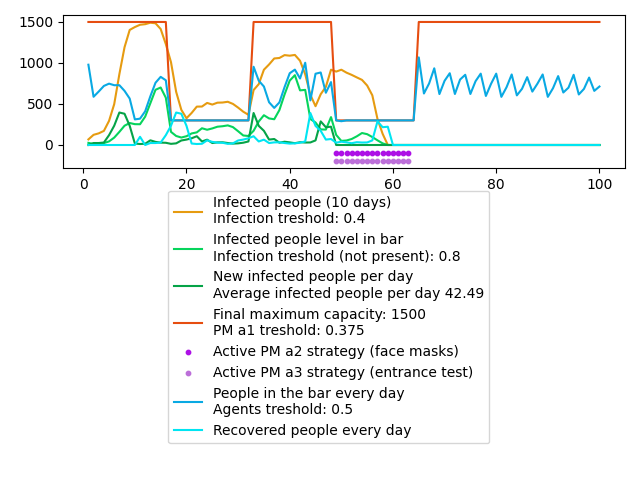 1500
1000
500
0
0 20 40 60 80 100
Infected people (10 days)
Infection treshold: 0.4
Infected people level in bar
Infection treshold (not present): 0.8
New infected people per day
Average infected people per day 42.49
Final maximum capacity: 1500
PM a1 treshold: 0.375
Active PM a2 strategy (face masks)
Active PM a3 strategy (entrance test)
People in the bar every day
Agents treshold: 0.5
Recovered people every day